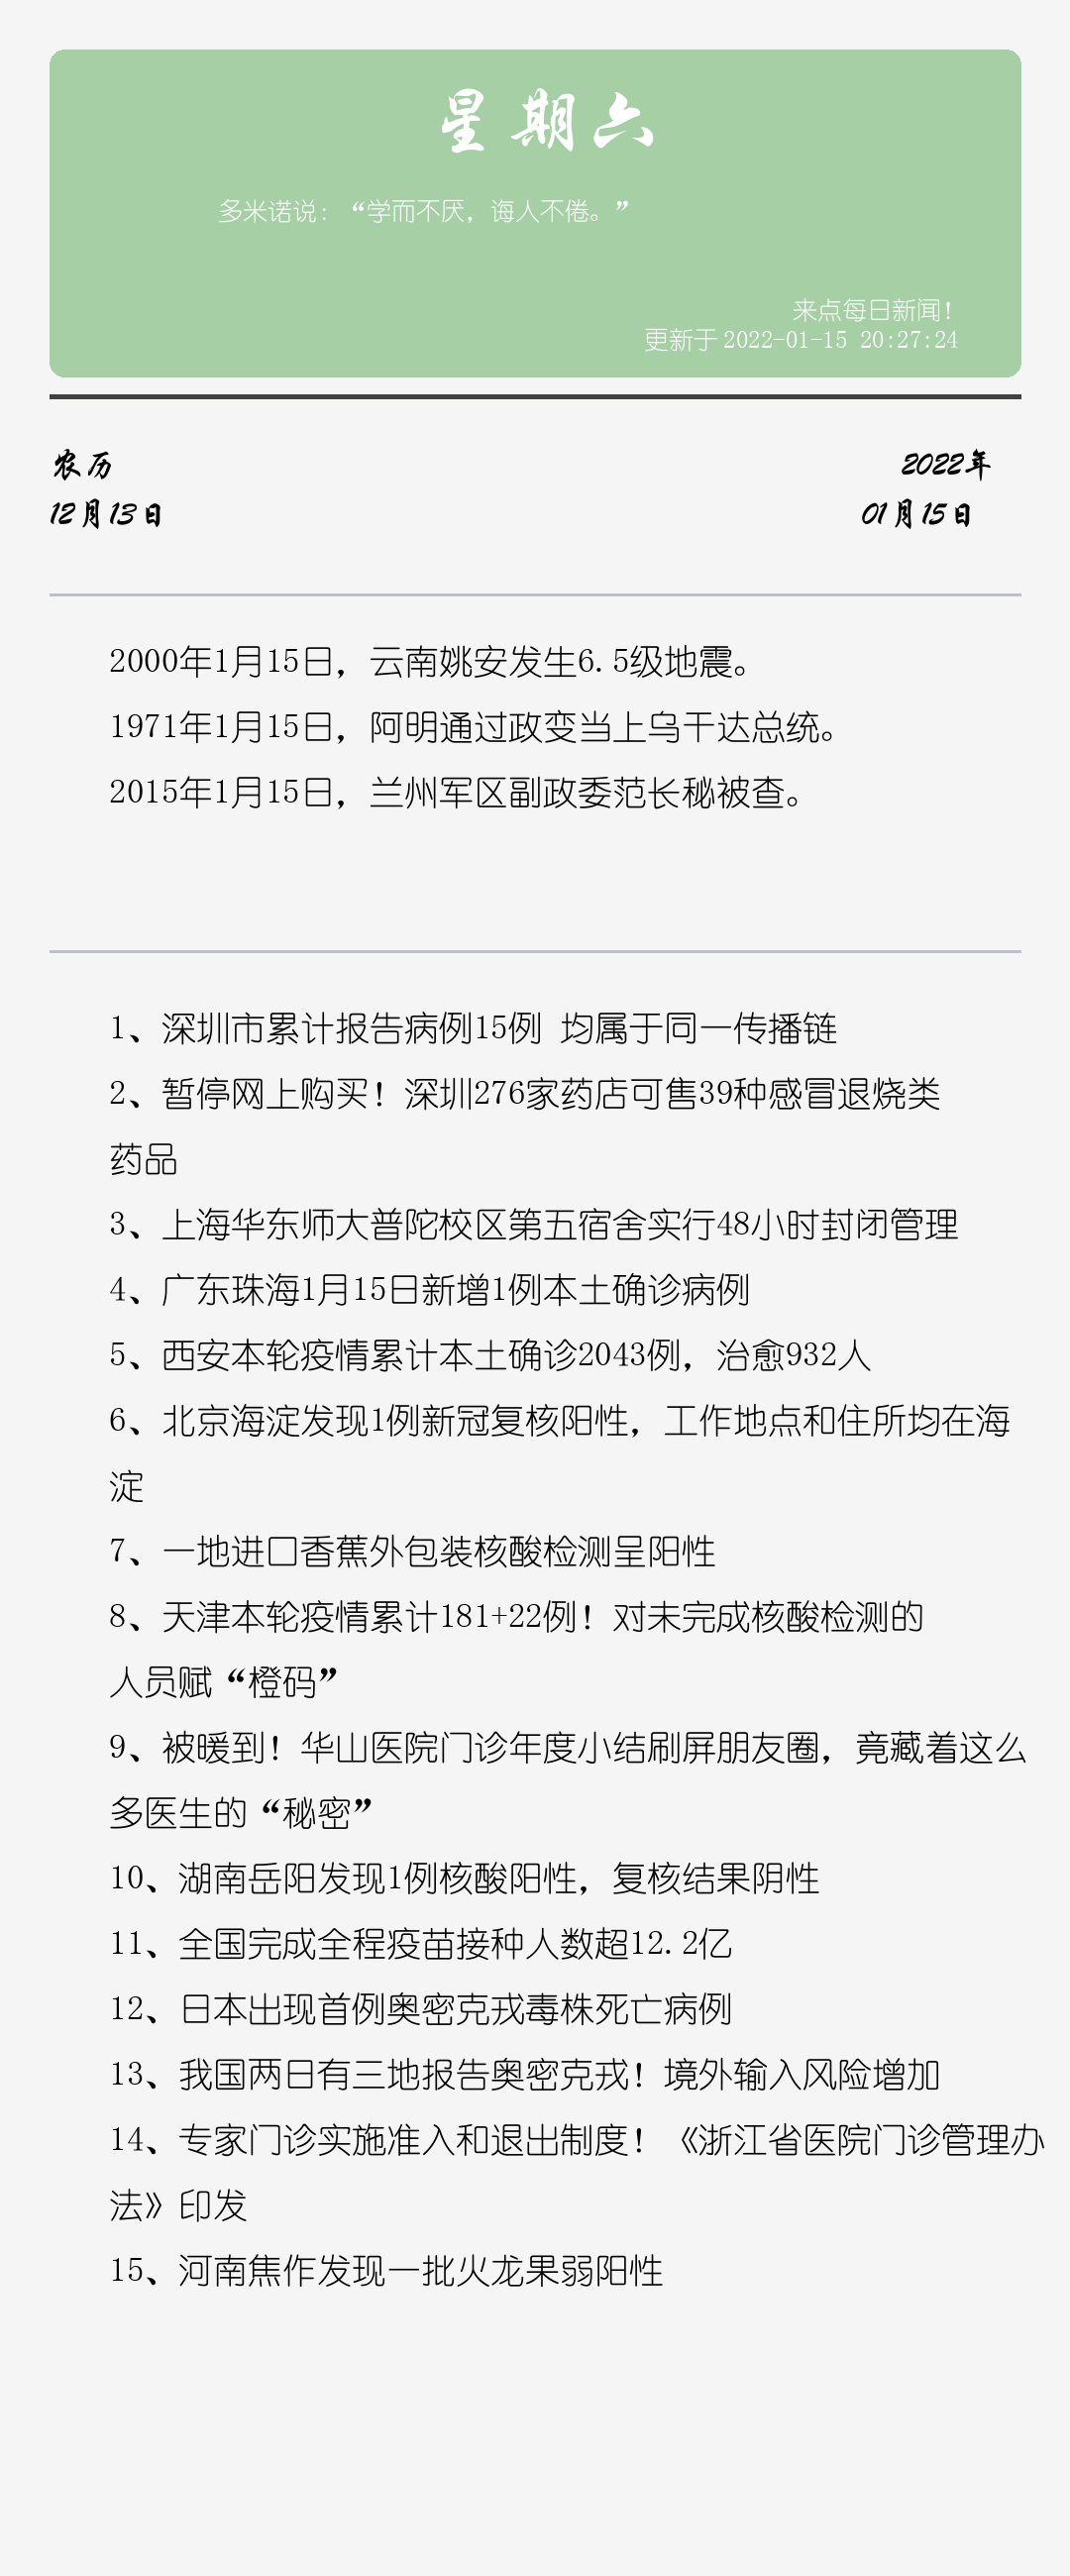 星期六
多米诺说：“学而不厌，诲人不倦。”
来点每日新闻！
更新于 2022-01-15 20:27:24
农历
2022年
12月13日
01月15日
2000年1月15日，云南姚安发生6.5级地震。
1971年1月15日，阿明通过政变当上乌干达总统。
2015年1月15日，兰州军区副政委范长秘被查。
1、深圳市累计报告病例15例 均属于同一传播链
2、暂停网上购买！深圳276家药店可售39种感冒退烧类
药品
3、上海华东师大普陀校区第五宿舍实行48小时封闭管理
4、广东珠海1月15日新增1例本土确诊病例
5、西安本轮疫情累计本土确诊2043例，治愈932人
6、北京海淀发现1例新冠复核阳性，工作地点和住所均在海
淀
7、一地进口香蕉外包装核酸检测呈阳性
8、天津本轮疫情累计181+22例！对未完成核酸检测的
人员赋“橙码”
9、被暖到！华山医院门诊年度小结刷屏朋友圈，竟藏着这么
多医生的“秘密”
10、湖南岳阳发现1例核酸阳性，复核结果阴性
11、全国完成全程疫苗接种人数超12.2亿
12、日本出现首例奥密克戎毒株死亡病例
13、我国两日有三地报告奥密克戎！境外输入风险增加
14、专家门诊实施准入和退出制度！《浙江省医院门诊管理办
法》印发
15、河南焦作发现一批火龙果弱阳性